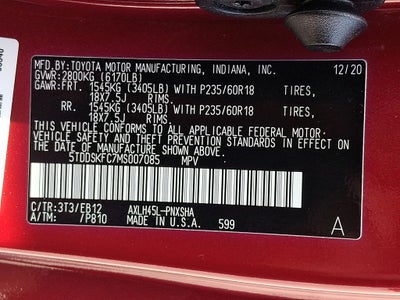 MFD.BY:TOYOTA MOTOR MANUFACTURING, INDIANA, INC. 12/20
GVWR:2800KG (6170LB)
GAWR:FRT. 1545KG (3405LB) WITH P235/60R18 TIRES,
18X7.5J RIMS.
RR. 1545KG (3405LB) WITH P235/60R18 TIRES,
18X7.5J RIMS.
THIS VEHICLE CONFORMS TO ALL APPLICABLE FEDERAL MOTOR
VEHICLE SAFETY AND THEFT PREVENTION STANDARDS IN EFFECT ON
THE DATE OF MANUFACTURE SHOWN ABOVE.
5TDDSKFC7MS007085 MPV
C/TR:3T3/FB12 AXLH45L-PNXSHA
A/TM: /P810 MADE IN U.S.A. 599 A